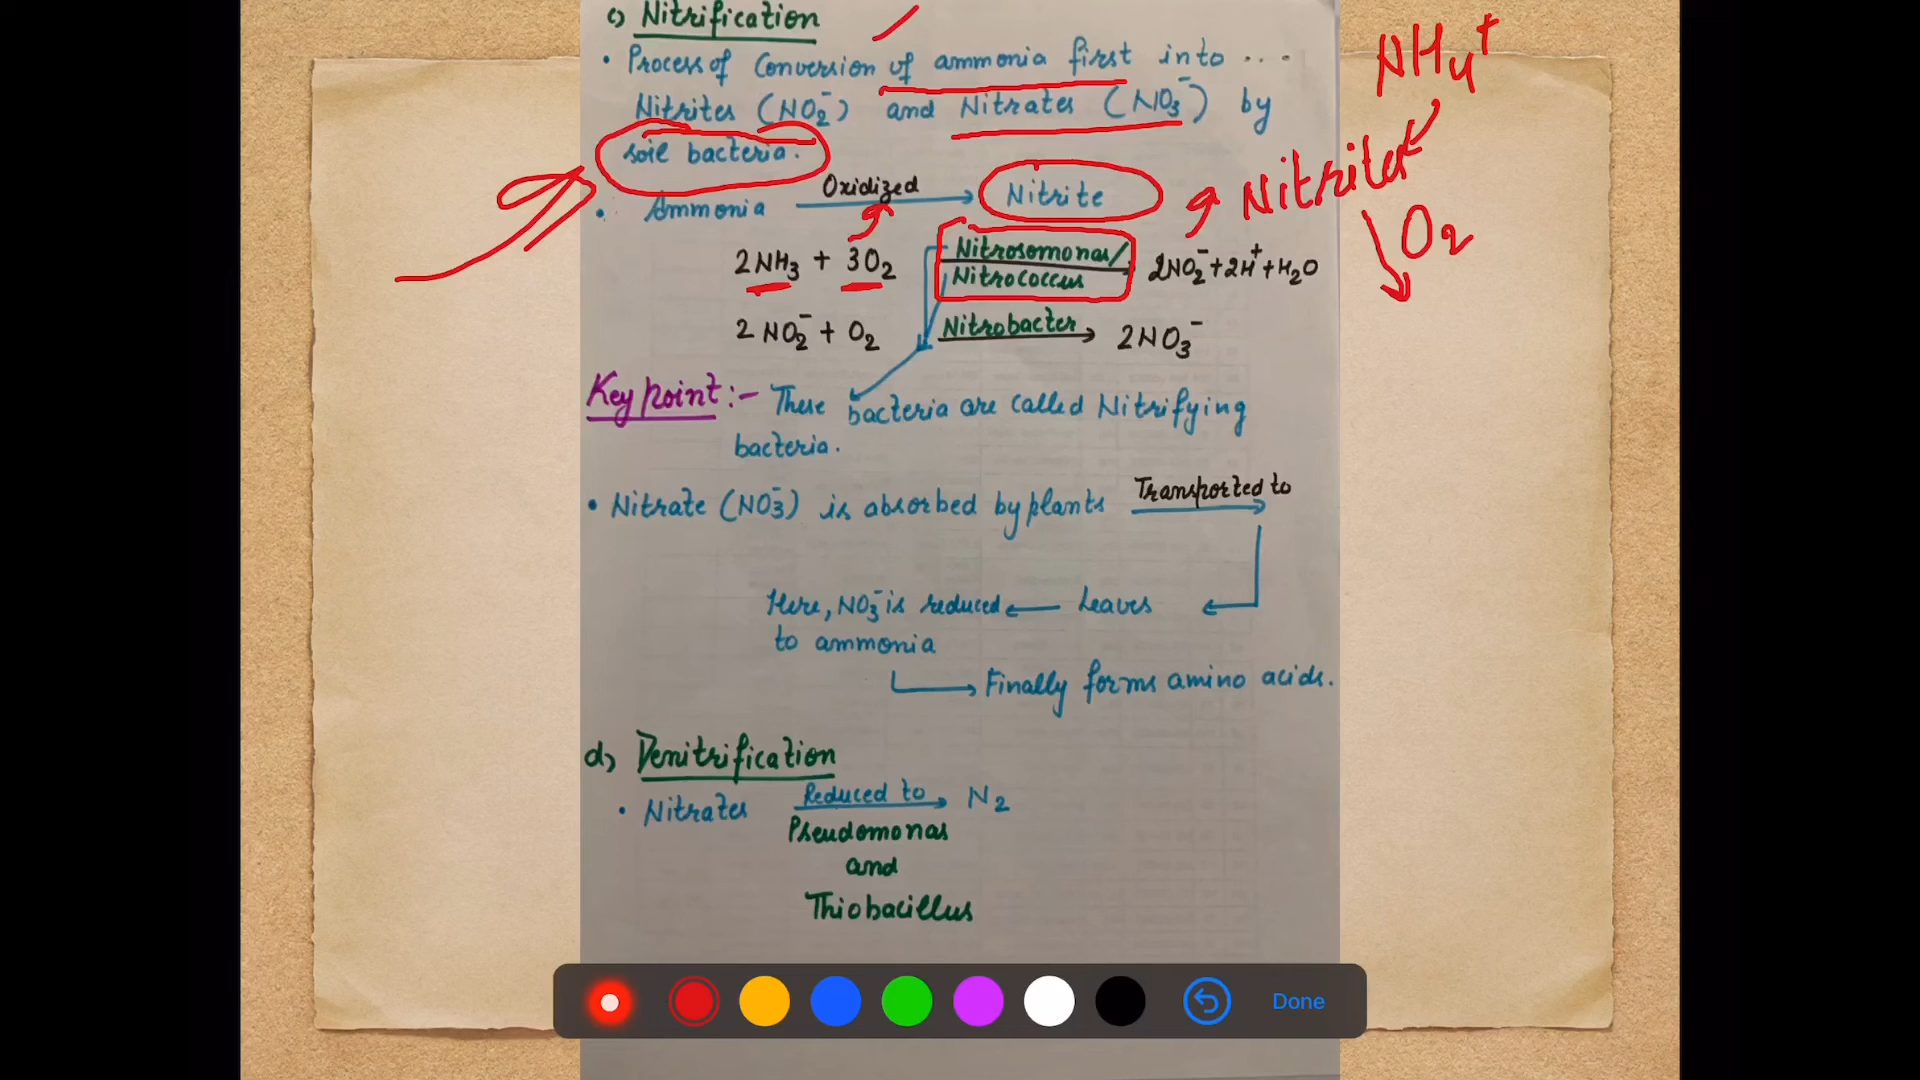 c) Nitrification
• Process of Conversion of ammonia first into ....
Nitrites (NO2-) and Nitrates (NO3-) by
soil bacteria.
• Ammonia Oxidized → Nitrite
2NH3 + 3O2 Nitrosomonas/ Nitrococcus → 2NO2- + 2H+ + H2O
2NO2- + O2 Nitrobacter → 2NO3-
Key point:- These bacteria are called Nitrifying
bacteria.
• Nitrate (NO3-) is absorbed by plants Transported to →
Here, NO3- is reduced ← Leaves ←
to ammonia
→ Finally forms amino acids.
d) Denitrification
• Nitrates Reduced to → N2
Pseudomonas
and
Thiobacillus
NH4+
O2
Done